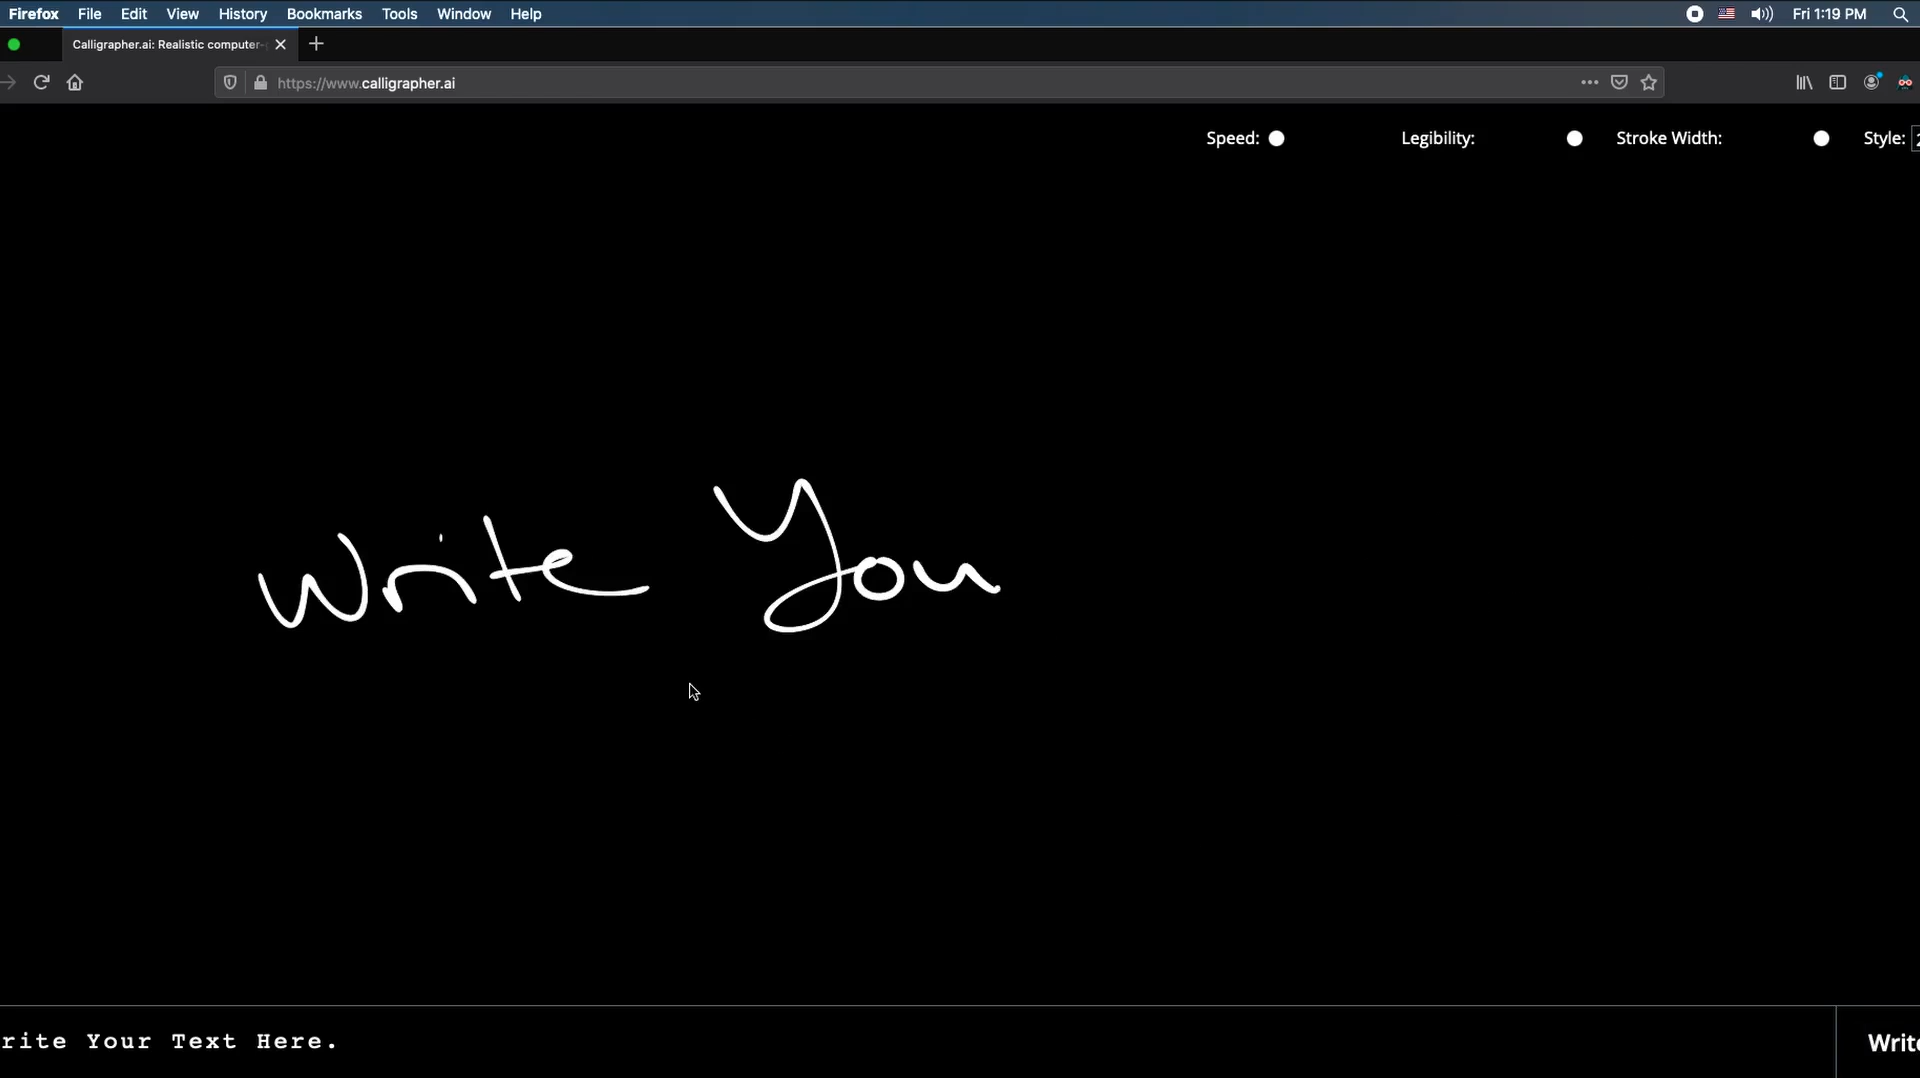 Firefox File Edit View History Bookmarks Tools Window Help Fri 1:19 PM
Calligrapher.ai: Realistic computer-
https://www.calligrapher.ai
Speed: Legibility: Stroke Width: Style:
Write You
rite Your Text Here.
Write